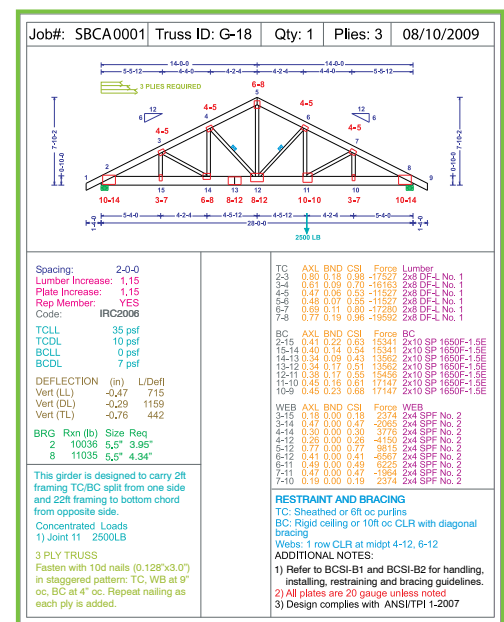 Job#: SBCA0001 Truss ID: G-18 Qty: 1 Plies: 3 08/10/2009
14-0-0 14-0-0
5-5-12 4-4-0 4-2-4 4-2-4 4-4-0 5-5-12
3 PLIES REQUIRED
6-8
5
12 4-5 4-5 12
6 4 6 6
4-5 4-5
3 7
7-10-2 0-10-0 0-10-0 7-10-2
2 8
1 9
15 14 13 12 11 10
10-14 3-7 6-8 8-12 8-12 10-10 3-7 10-14
1-4-0 5-4-0 4-2-4 4-5-12 4-5-12 4-2-4 5-4-0 1-4-0
28-0-0
2500 LB
Spacing: 2-0-0
Lumber Increase: 1,15
Plate Increase: 1,15
Rep Member: YES
Code: IRC2006
TCLL 35 psf
TCDL 10 psf
BCLL 0 psf
BCDL 7 psf
DEFLECTION (in) L/Defl
Vert (LL) -0.47 715
Vert (DL) -0.29 1159
Vert (TL) -0.76 442
BRG Rxn (lb) Size Req
2 10036 5,5" 3.95"
8 11035 5,5" 4.34"
This girder is designed to carry 2ft
framing TC/BC split from one side
and 22ft framing to bottom chord
from opposite side.
Concentrated Loads
1) Joint 11 2500LB
3 PLY TRUSS
Fasten with 10d nails (0.128"x3.0")
in staggered pattern: TC, WB at 9"
oc, BC at 4" oc. Repeat nailing as
each ply is added.
TC AXL BND CSI Force Lumber
2-3 0.80 0.18 0.98 -17527 2x8 DF-L No. 1
3-4 0.61 0.09 0.70 -16163 2x8 DF-L No. 1
4-5 0.47 0.06 0.53 -11527 2x8 DF-L No. 1
5-6 0.48 0.07 0.55 -11527 2x8 DF-L No. 1
6-7 0.69 0.11 0.80 -17280 2x8 DF-L No. 1
7-8 0.77 0.19 0.96 -19592 2x8 DF-L No. 1
BC AXL BND CSI Force BC
2-15 0.41 0.22 0.63 15341 2x10 SP 1650F-1.5E
15-14 0.40 0.14 0.54 15341 2x10 SP 1650F-1.5E
14-13 0.34 0.09 0.43 13562 2x10 SP 1650F-1.5E
13-12 0.34 0.17 0.51 13562 2x10 SP 1650F-1.5E
12-11 0.38 0.17 0.56 15456 2x10 SP 1650F-1.5E
11-10 0.45 0.16 0.61 17147 2x10 SP 1650F-1.5E
10-9 0.45 0.23 0.68 17147 2x10 SP 1650F-1.5E
WEB AXL BND CSI Force WEB
3-15 0.18 0.00 0.18 2374 2x4 SPF No. 2
3-14 0.47 0.00 0.47 -2065 2x4 SPF No. 2
4-14 0.30 0.00 0.30 3776 2x4 SPF No. 2
4-12 0.26 0.00 0.26 -4150 2x4 SPF No. 2
5-12 0.77 0.00 0.77 9815 2x4 SPF No. 2
6-12 0.41 0.00 0.41 -6567 2x4 SPF No. 2
6-11 0.49 0.00 0.49 6225 2x4 SPF No. 2
7-11 0.47 0.00 0.47 -1964 2x4 SPF No. 2
7-10 0.19 0.00 0.19 2374 2x4 SPF No. 2
RESTRAINT AND BRACING
TC: Sheathed or 6ft oc purlins
BC: Rigid ceiling or 10ft oc CLR with diagonal
bracing
Webs: 1 row CLR at midpt 4-12, 6-12
ADDITIONAL NOTES:
1) Refer to BCSI-B1 and BCSI-B2 for handling,
installing, restraining and bracing guidelines.
2) All plates are 20 gauge unless noted
3) Design complies with ANSI/TPI 1-2007